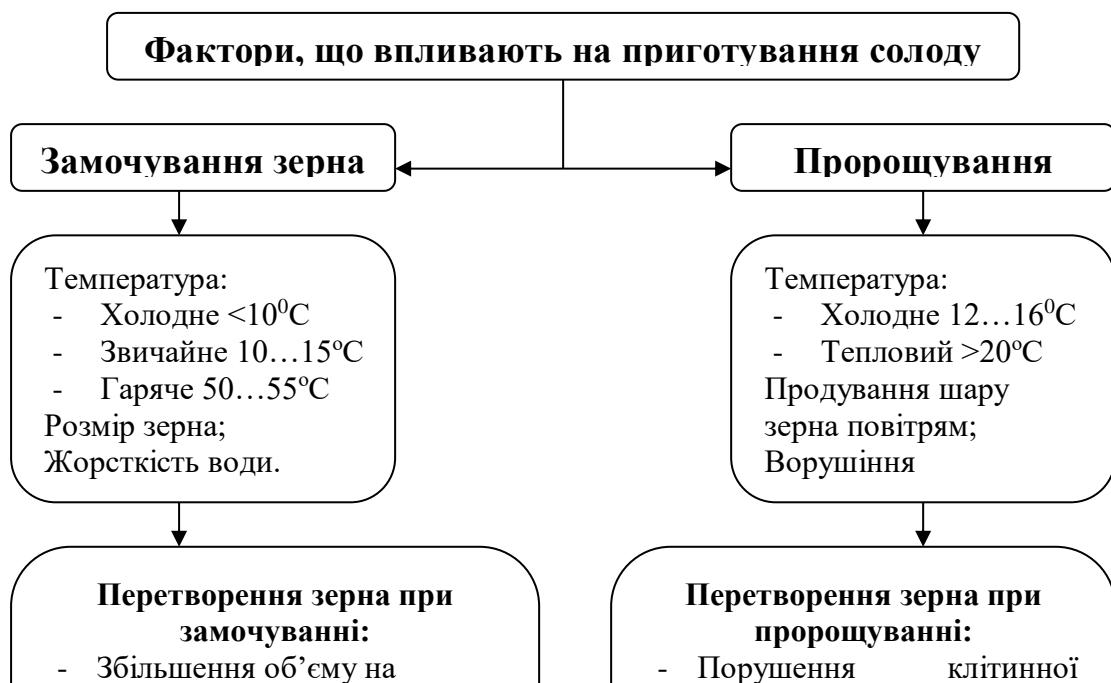 Фактори, що впливають на приготування солоду
Замочування зерна
Пророщування
Температура:
- Холодне <10⁰С
- Звичайне 10…15ºС
- Гаряче 50…55ºС
Розмір зерна;
Жорсткість води.
Температура:
- Холодне 12…16⁰С
- Тепловий >20ºС
Продування шару
зерна повітрям;
Ворушіння
Перетворення зерна при
замочуванні:
- Збільшення об’єму на
Перетворення зерна при
пророщуванні:
- Порушення клітинної